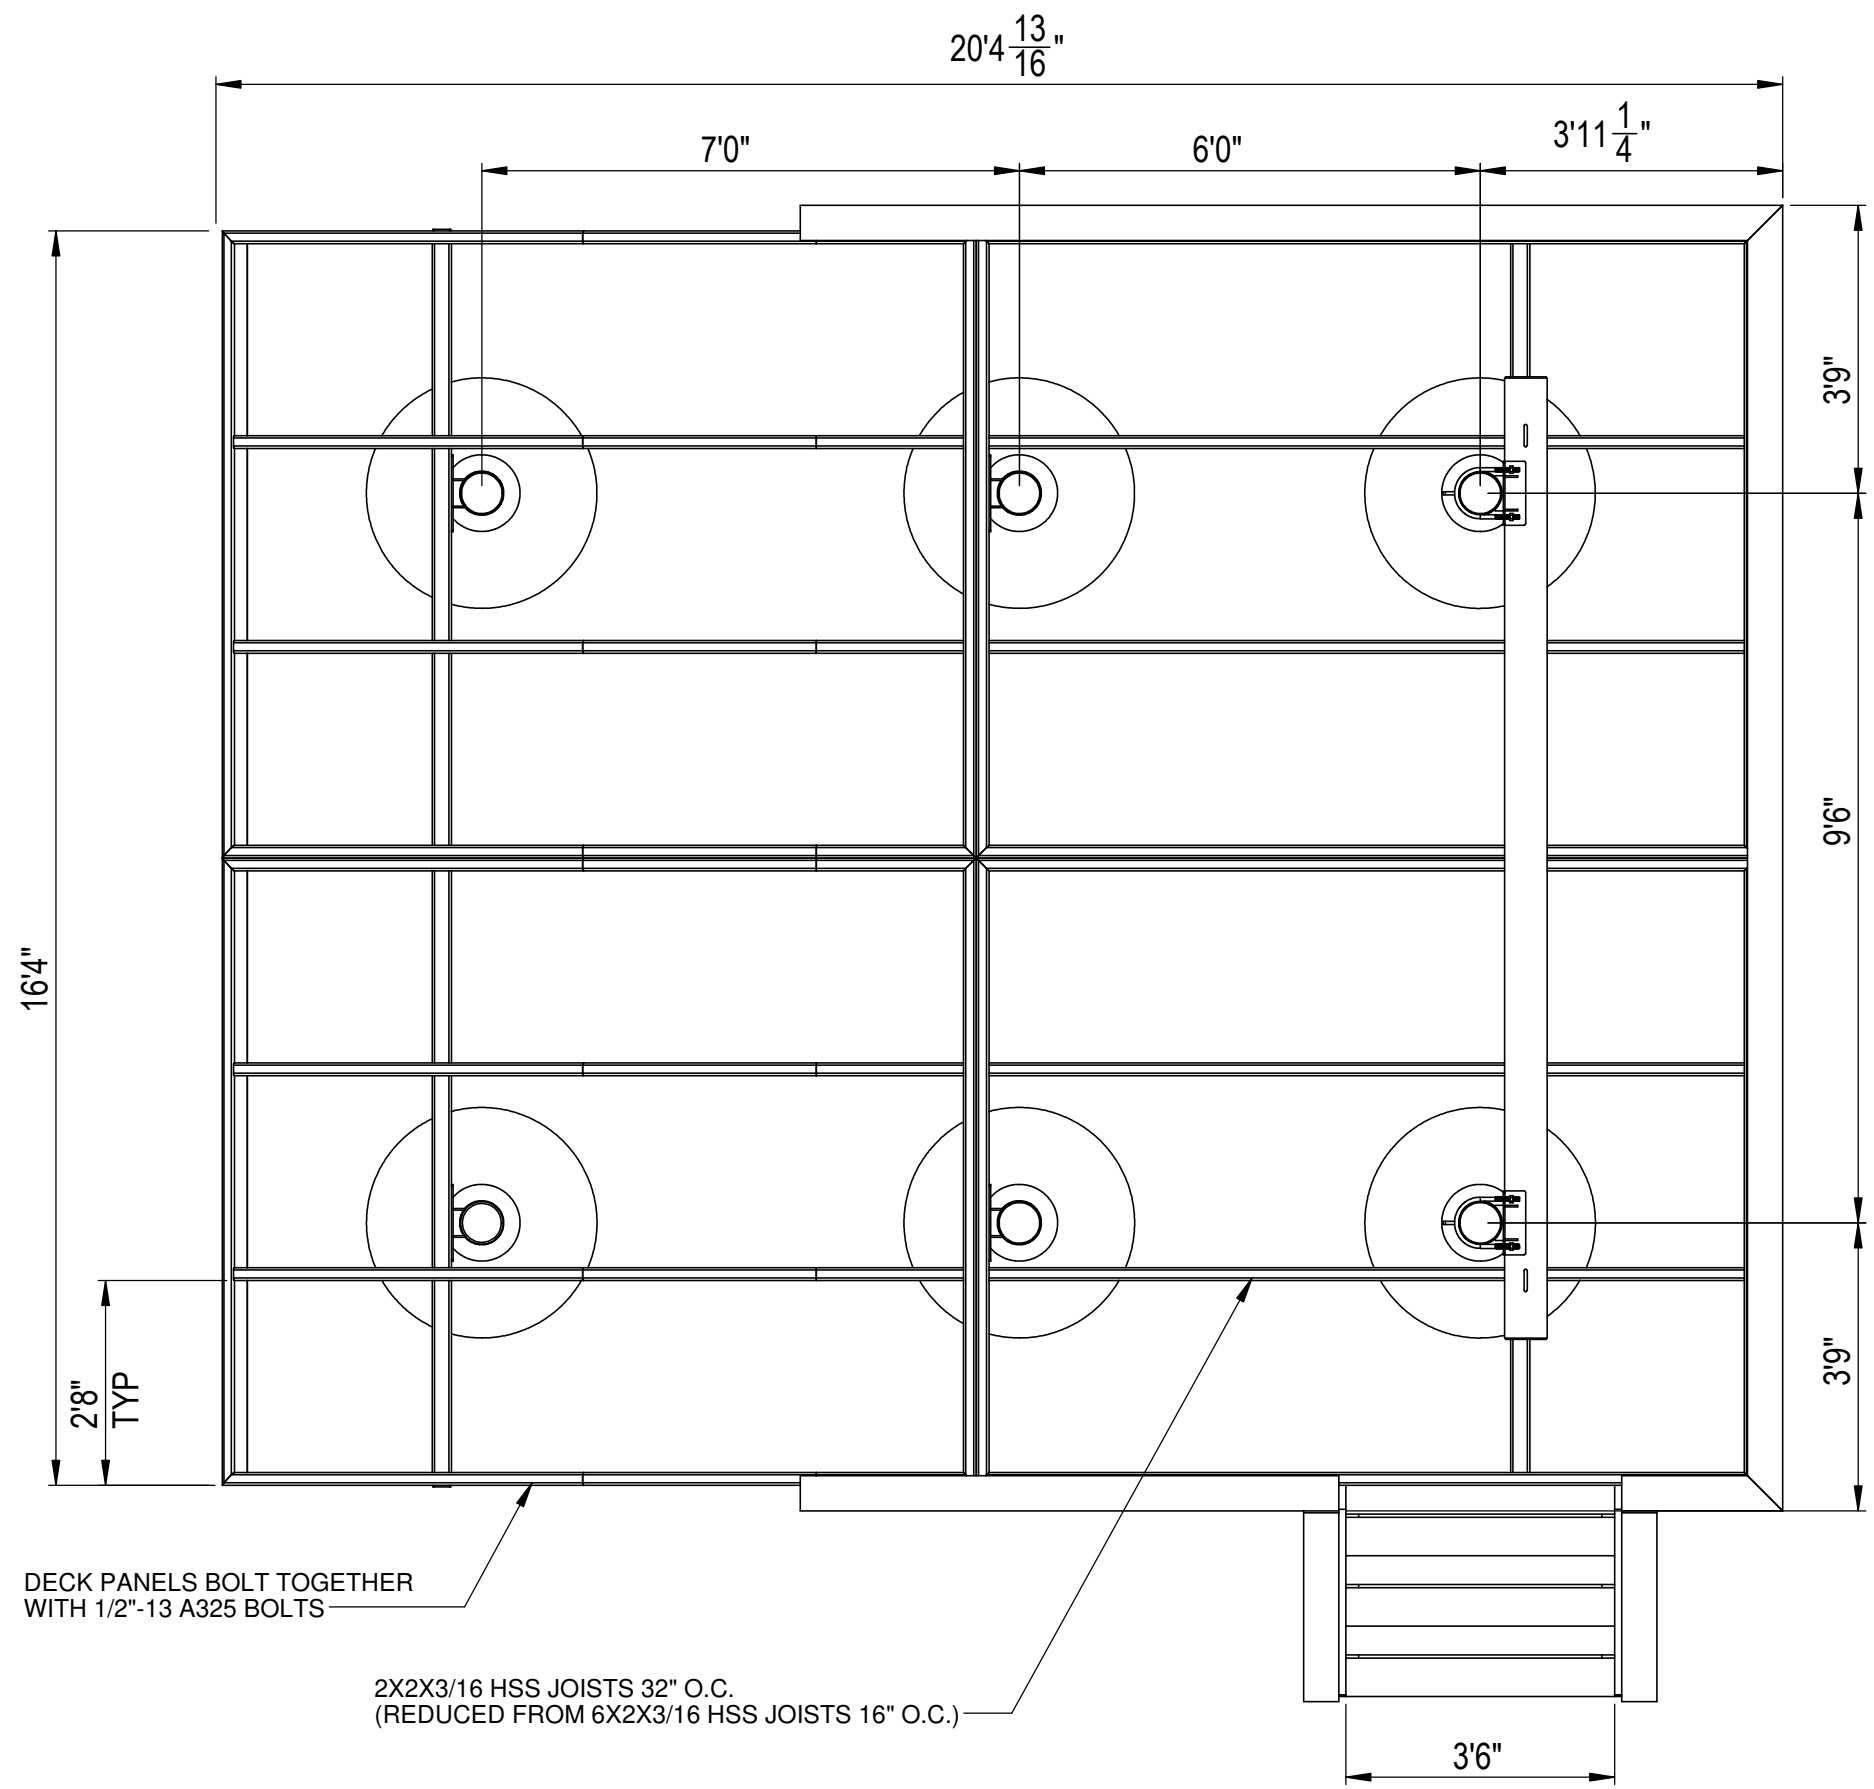 20'4 13/16"
7'0"
6'0"
3'11 1/4"
3'9"
9'6"
16'4"
3'9"
2'8"
TYP
DECK PANELS BOLT TOGETHER
WITH 1/2"-13 A325 BOLTS
2X2X3/16 HSS JOISTS 32" O.C.
(REDUCED FROM 6X2X3/16 HSS JOISTS 16" O.C.)
3'6"